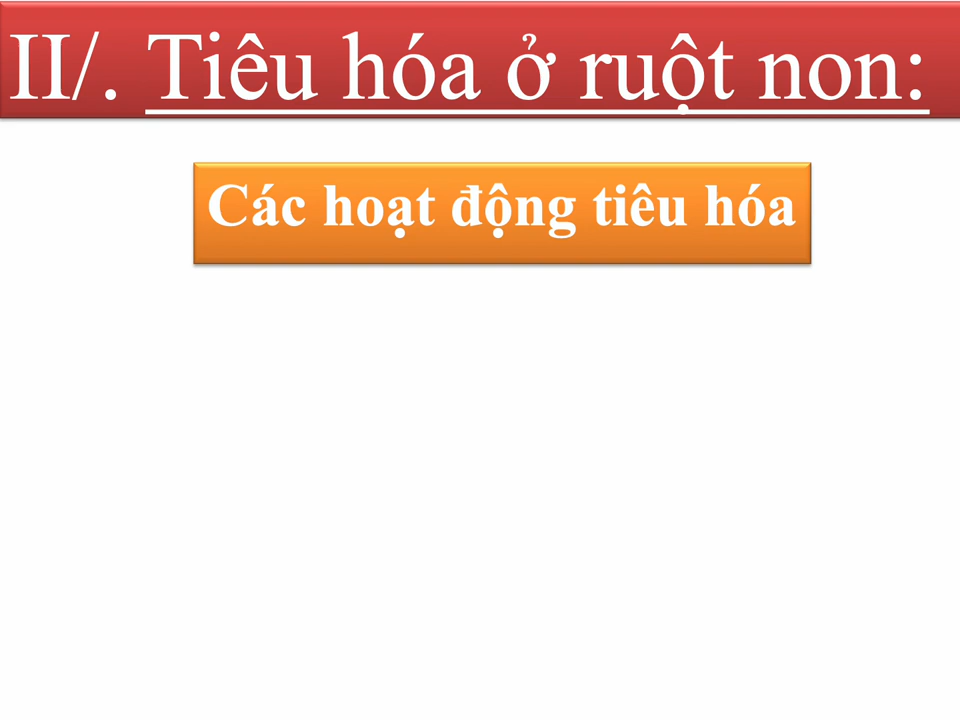 II/. Tiêu hóa ở ruột non:
Các hoạt động tiêu hóa